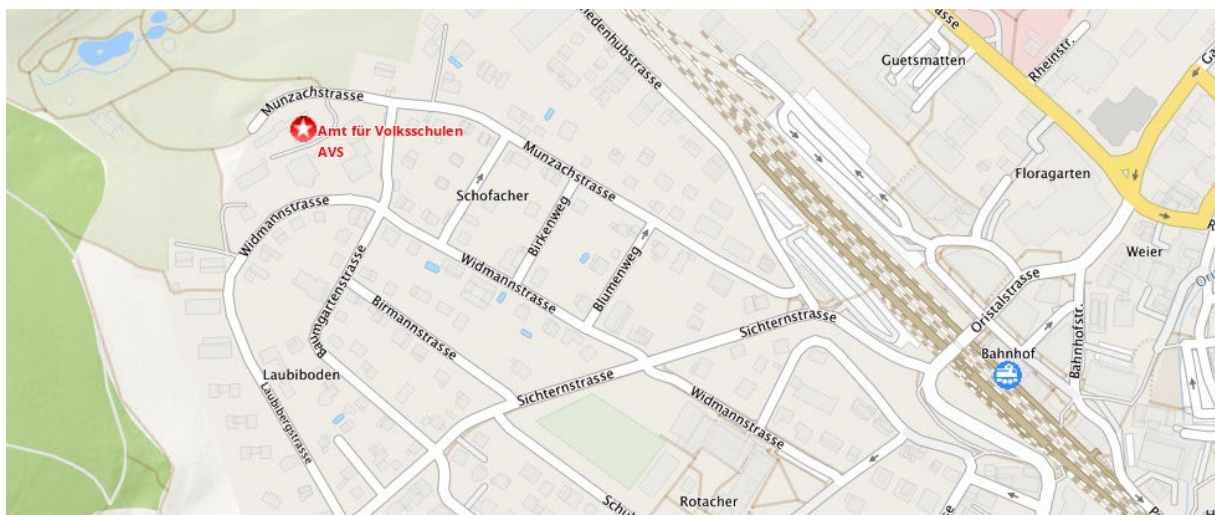 Munzachstrasse
Amt für Volksschulen
AVS
Guetsmatten
Rheinstr.
Floragarten
Weier
Munzachstrasse
Schofacher
Birkenweg
Blumenweg
Widmannstrasse
Widmannstrasse
Baumgartenstrasse
Birmannstrasse
Laubiboden
Laubibergstrasse
Sichternstrasse
Sichternstrasse
Widmannstrasse
Oristalstrasse
Bahnhof
Bahnhofstr.
Rotacher